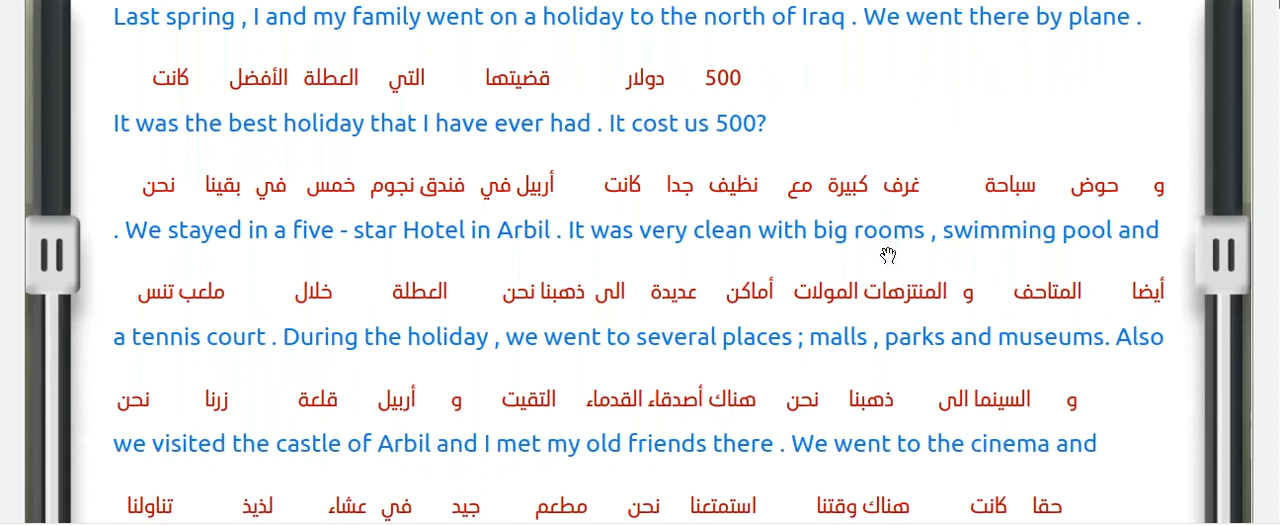 Last spring , I and my family went on a holiday to the north of Iraq . We went there by plane .
كانت الأفضل العطلة التي قضيتها دولار 500
It was the best holiday that I have ever had . It cost us 500?
نحن بقينا في خمس نجوم فندق في أربيل كانت جدا نظيف مع كبيرة غرف سباحة حوض و
. We stayed in a five - star Hotel in Arbil . It was very clean with big rooms , swimming pool and
تنس ملعب خلال العطلة نحن ذهبنا الى عديدة أماكن المولات المنتزهات و المتاحف أيضا
a tennis court . During the holiday , we went to several places ; malls , parks and museums. Also
نحن زرنا قلعة أربيل و التقيت القدماء أصدقاء هناك نحن ذهبنا الى السينما و
we visited the castle of Arbil and I met my old friends there . We went to the cinema and
تناولنا لذيذ عشاء في جيد مطعم نحن استمتعنا وقتنا هناك كانت حقا